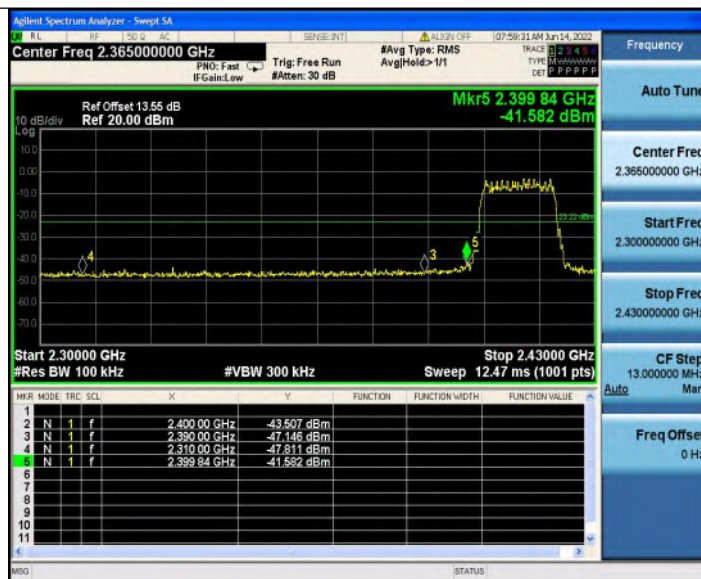 Agilent Spectrum Analyzer - Swept SA
RL RF 50 Ω AC SENSE:INT ALIGN OFF 07:59:31 AM Jun 14, 2022
Center Freq 2.365000000 GHz
PNO: Fast
IFGain:Low
Trig: Free Run
#Atten: 30 dB
#Avg Type: RMS
Avg|Hold:>1/1
TRACE 1 2 3 4 5 6
TYPE M W W W W W
DET P P P P P P
Ref Offset 13.55 dB
10 dB/div Ref 20.00 dBm
Log
Mkr5 2.399 84 GHz
-41.582 dBm
10.0
0.00
-10.0
-20.0
-30.0
-40.0
-50.0
-60.0
-70.0
-23.22 dBm
4
3
5
Start 2.30000 GHz Stop 2.43000 GHz
#Res BW 100 kHz #VBW 300 kHz Sweep 12.47 ms (1001 pts)
MKR MODE TRC SCL X Y FUNCTION FUNCTION WIDTH FUNCTION VALUE
1
2 N 1 f 2.400 00 GHz -43.507 dBm
3 N 1 f 2.390 00 GHz -47.146 dBm
4 N 1 f 2.310 00 GHz -47.811 dBm
5 N 1 f 2.399 84 GHz -41.582 dBm
6
7
8
9
10
11
MSG STATUS
Frequency
Auto Tune
Center Freq
2.365000000 GHz
Start Freq
2.300000000 GHz
Stop Freq
2.430000000 GHz
CF Step
13.000000 MHz
Auto Man
Freq Offset
0 Hz